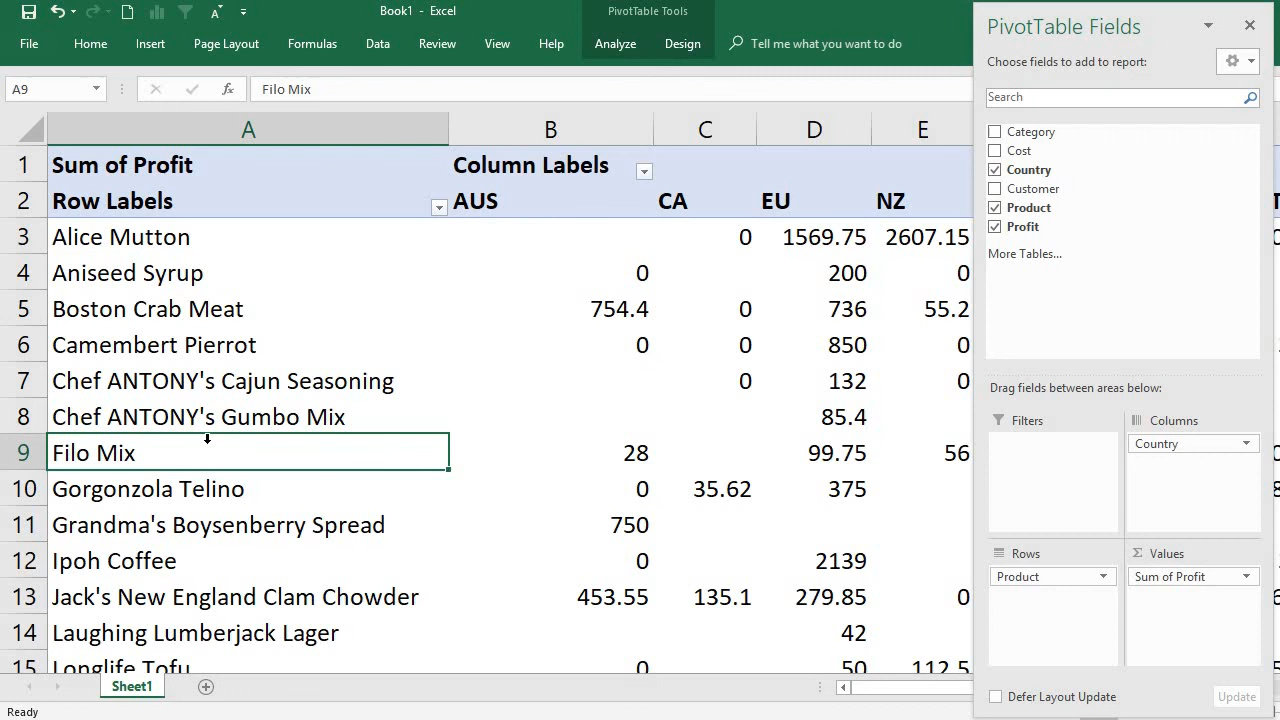 Book1 - Excel
PivotTable Tools
PivotTable Fields
File Home Insert Page Layout Formulas Data Review View Help Analyze Design Tell me what you want to do
Choose fields to add to report:
A9 fx Filo Mix
Search
A B C D E
Category
Cost
Country
Customer
Product
Profit
More Tables...
1 Sum of Profit Column Labels
2 Row Labels AUS CA EU NZ
3 Alice Mutton 0 1569.75 2607.15
4 Aniseed Syrup 0 200 0
5 Boston Crab Meat 754.4 0 736 55.2
6 Camembert Pierrot 0 0 850 0
7 Chef ANTONY's Cajun Seasoning 0 132 0
8 Chef ANTONY's Gumbo Mix 85.4
9 Filo Mix 28 99.75 56
10 Gorgonzola Telino 0 35.62 375
11 Grandma's Boysenberry Spread 750
12 Ipoh Coffee 0 2139
13 Jack's New England Clam Chowder 453.55 135.1 279.85 0
14 Laughing Lumberjack Lager 42
15 Longlife Tofu 0 50 112.5
Drag fields between areas below:
Filters Columns
Country
Rows Σ Values
Product Sum of Profit
Sheet1
Defer Layout Update Update
Ready